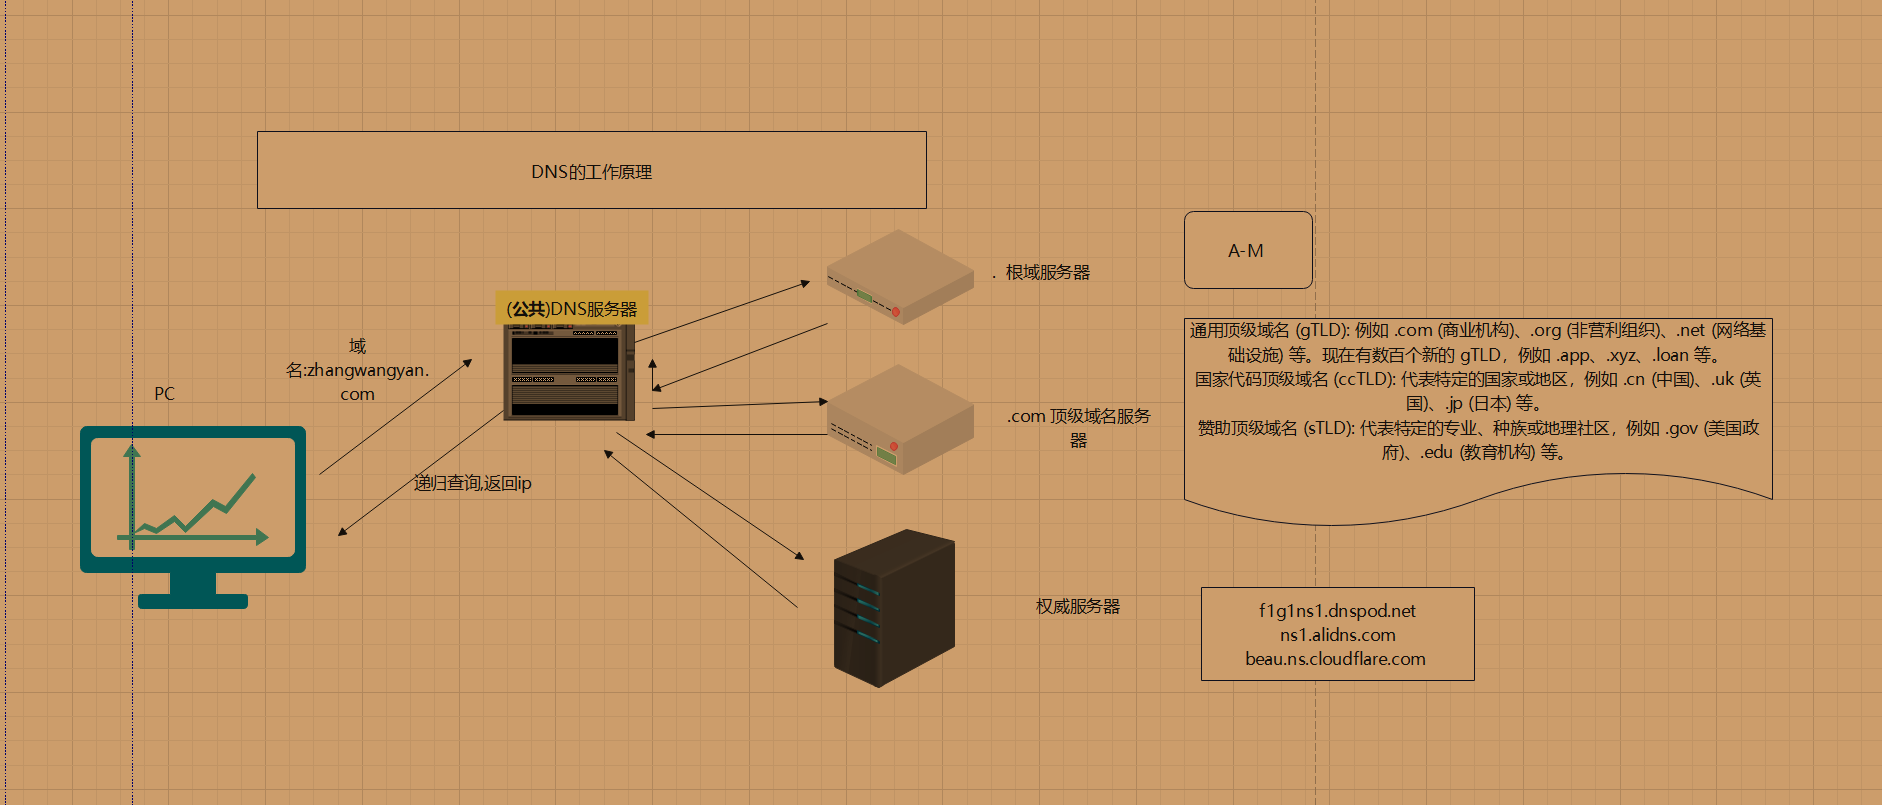 DNS的工作原理
A-M
. 根域服务器
(公共)DNS服务器
通用顶级域名 (gTLD): 例如 .com (商业机构)、.org (非营利组织)、.net (网络基
础设施) 等。现在有数百个新的 gTLD，例如 .app、.xyz、.loan 等。
国家代码顶级域名 (ccTLD): 代表特定的国家或地区，例如 .cn (中国)、.uk (英
国)、.jp (日本) 等。
赞助顶级域名 (sTLD): 代表特定的专业、种族或地理社区，例如 .gov (美国政
府)、.edu (教育机构) 等。
域
名:zhangwangyan.
com
PC
.com 顶级域名服务
器
递归查询,返回ip
权威服务器
f1g1ns1.dnspod.net
ns1.alidns.com
beau.ns.cloudflare.com